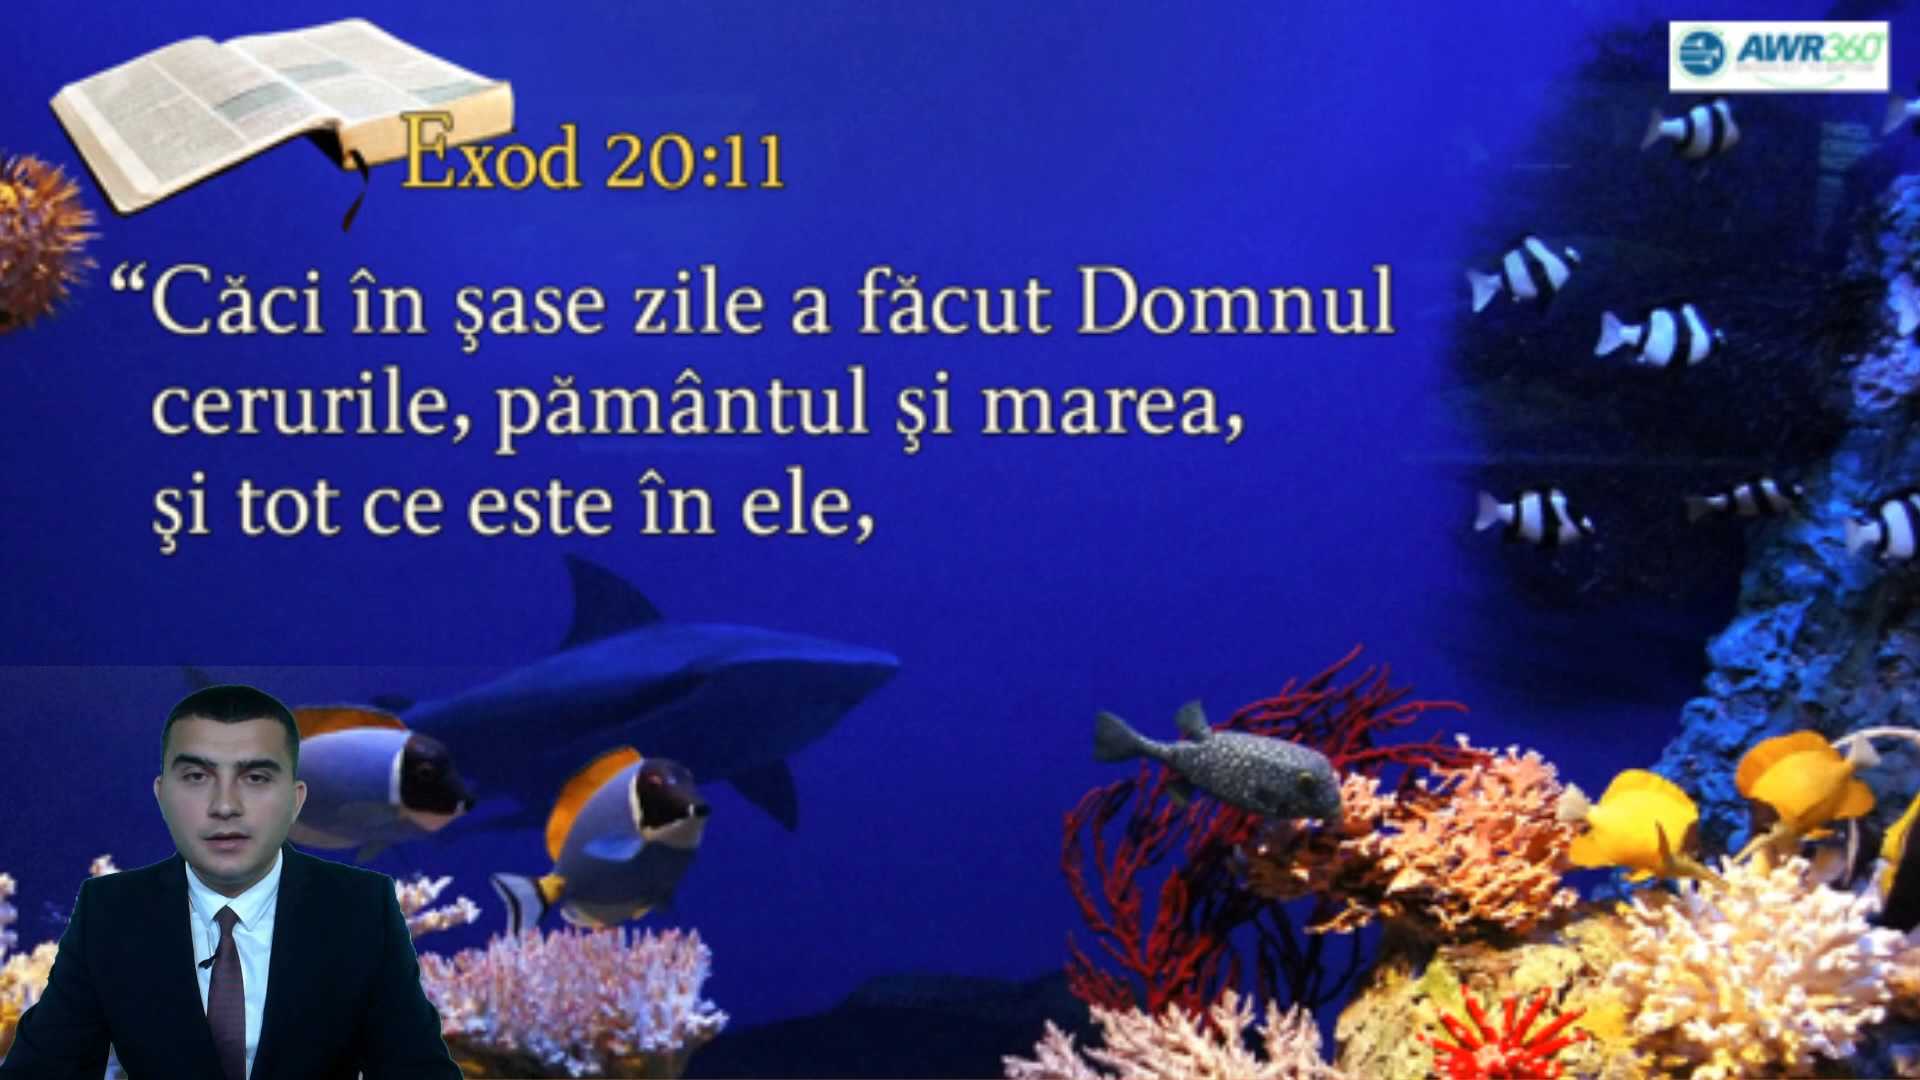 AWR360°
Exod 20:11
“Căci în şase zile a făcut Domnul
cerurile, pământul şi marea,
şi tot ce este în ele,